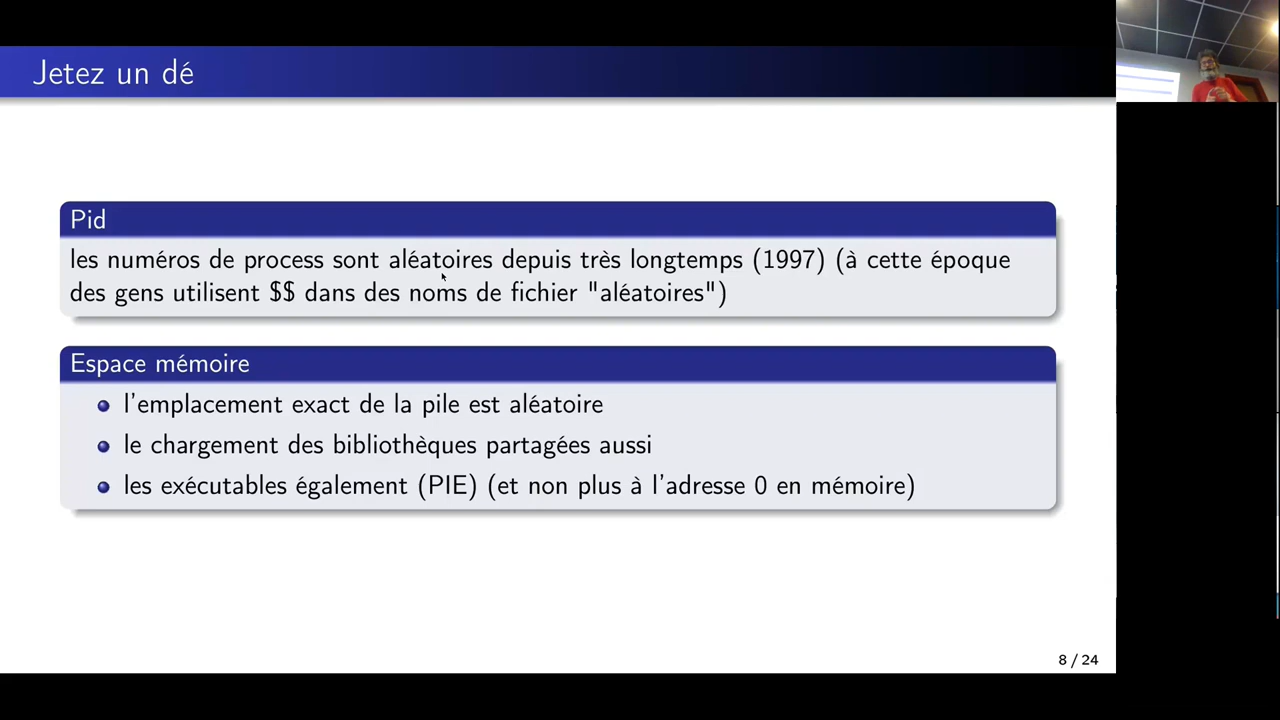 Jetez un dé
Pid
les numéros de process sont aléatoires depuis très longtemps (1997) (à cette époque
des gens utilisent $$ dans des noms de fichier "aléatoires")
Espace mémoire
l'emplacement exact de la pile est aléatoire
le chargement des bibliothèques partagées aussi
les exécutables également (PIE) (et non plus à l'adresse 0 en mémoire)
8 / 24